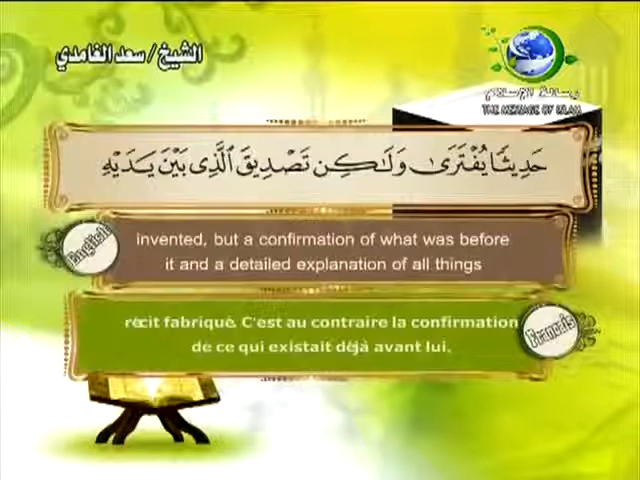 الشيخ / سعد الغامدي
رسالة الإسلام
THE MESSAGE OF ISLAM
حَدِيثًا يُفْتَرَىٰ وَلَـٰكِن تَصْدِيقَ ٱلَّذِى بَيْنَ يَدَيْهِ
English
invented, but a confirmation of what was before
it and a detailed explanation of all things
récit fabriqué. C'est au contraire la confirmation
de ce qui existait déjà avant lui,
Francais